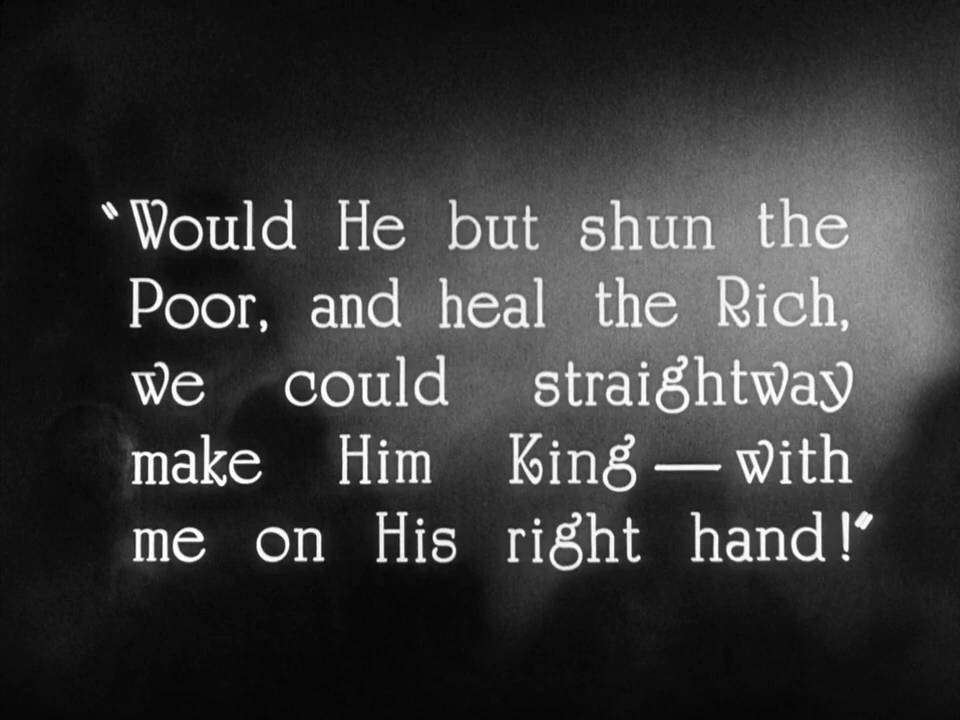 "Would He but shun the
Poor, and heal the Rich,
we could straightway
make Him King — with
me on His right hand!"